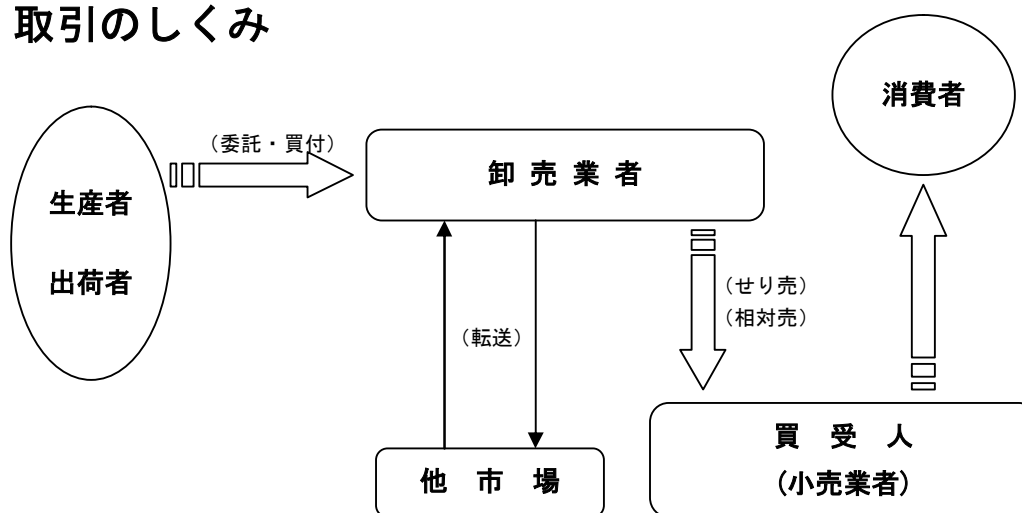 取引のしくみ
消費者
（委託・買付）
卸売業者
生産者
出荷者
（せり売）
（相対売）
（転送）
買受人
（小売業者）
他市場